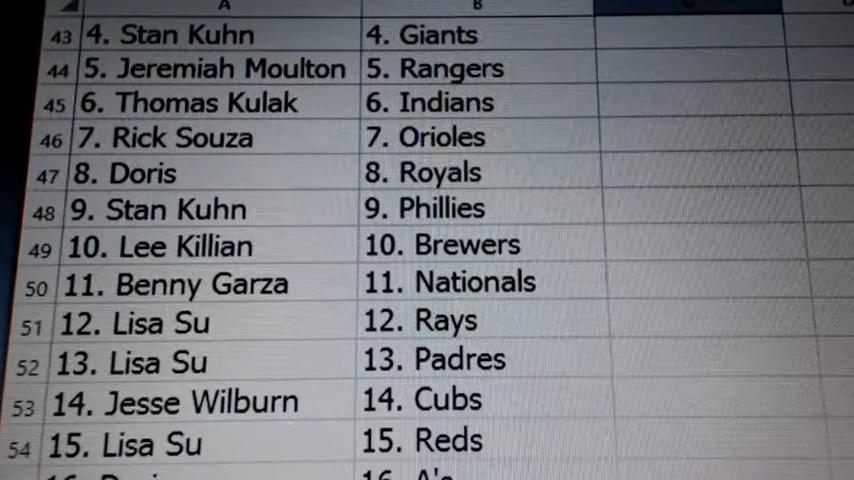 A B
43 4. Stan Kuhn 4. Giants
44 5. Jeremiah Moulton 5. Rangers
45 6. Thomas Kulak 6. Indians
46 7. Rick Souza 7. Orioles
47 8. Doris 8. Royals
48 9. Stan Kuhn 9. Phillies
49 10. Lee Killian 10. Brewers
50 11. Benny Garza 11. Nationals
51 12. Lisa Su 12. Rays
52 13. Lisa Su 13. Padres
53 14. Jesse Wilburn 14. Cubs
54 15. Lisa Su 15. Reds
16. A's